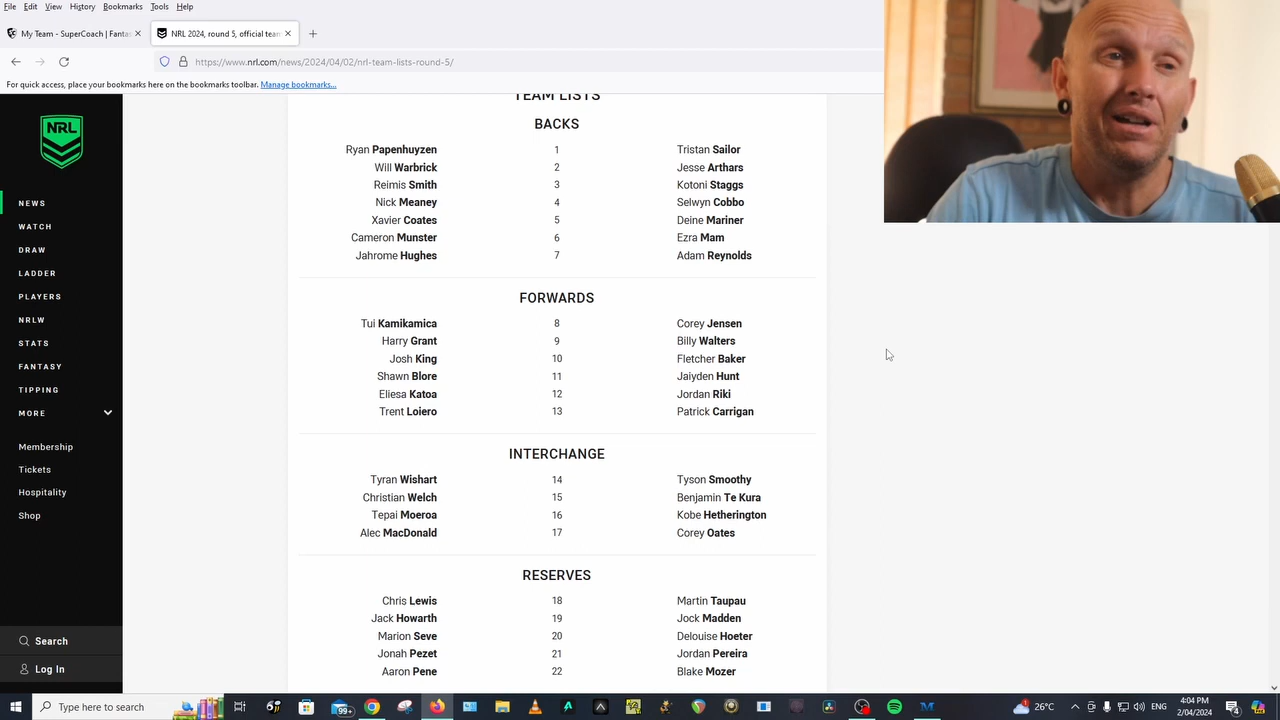 File Edit View History Bookmarks Tools Help
My Team - SuperCoach | Fantas
NRL 2024, round 5, official team
https://www.nrl.com/news/2024/04/02/nrl-team-lists-round-5/
For quick access, place your bookmarks here on the bookmarks toolbar. Manage bookmarks...
NRL
NEWS
WATCH
DRAW
LADDER
PLAYERS
NRLW
STATS
FANTASY
TIPPING
MORE
Membership
Tickets
Hospitality
Shop
Search
Log In
TEAM LISTS
BACKS
Ryan Papenhuyzen 1 Tristan Sailor
Will Warbrick 2 Jesse Arthars
Reimis Smith 3 Kotoni Staggs
Nick Meaney 4 Selwyn Cobbo
Xavier Coates 5 Deine Mariner
Cameron Munster 6 Ezra Mam
Jahrome Hughes 7 Adam Reynolds
FORWARDS
Tui Kamikamica 8 Corey Jensen
Harry Grant 9 Billy Walters
Josh King 10 Fletcher Baker
Shawn Blore 11 Jaiyden Hunt
Eliesa Katoa 12 Jordan Riki
Trent Loiero 13 Patrick Carrigan
INTERCHANGE
Tyran Wishart 14 Tyson Smoothy
Christian Welch 15 Benjamin Te Kura
Tepai Moeroa 16 Kobe Hetherington
Alec MacDonald 17 Corey Oates
RESERVES
Chris Lewis 18 Martin Taupau
Jack Howarth 19 Jock Madden
Marion Seve 20 Delouise Hoeter
Jonah Pezet 21 Jordan Pereira
Aaron Pene 22 Blake Mozer
Type here to search
99+
26°C
4:04 PM
2/04/2024